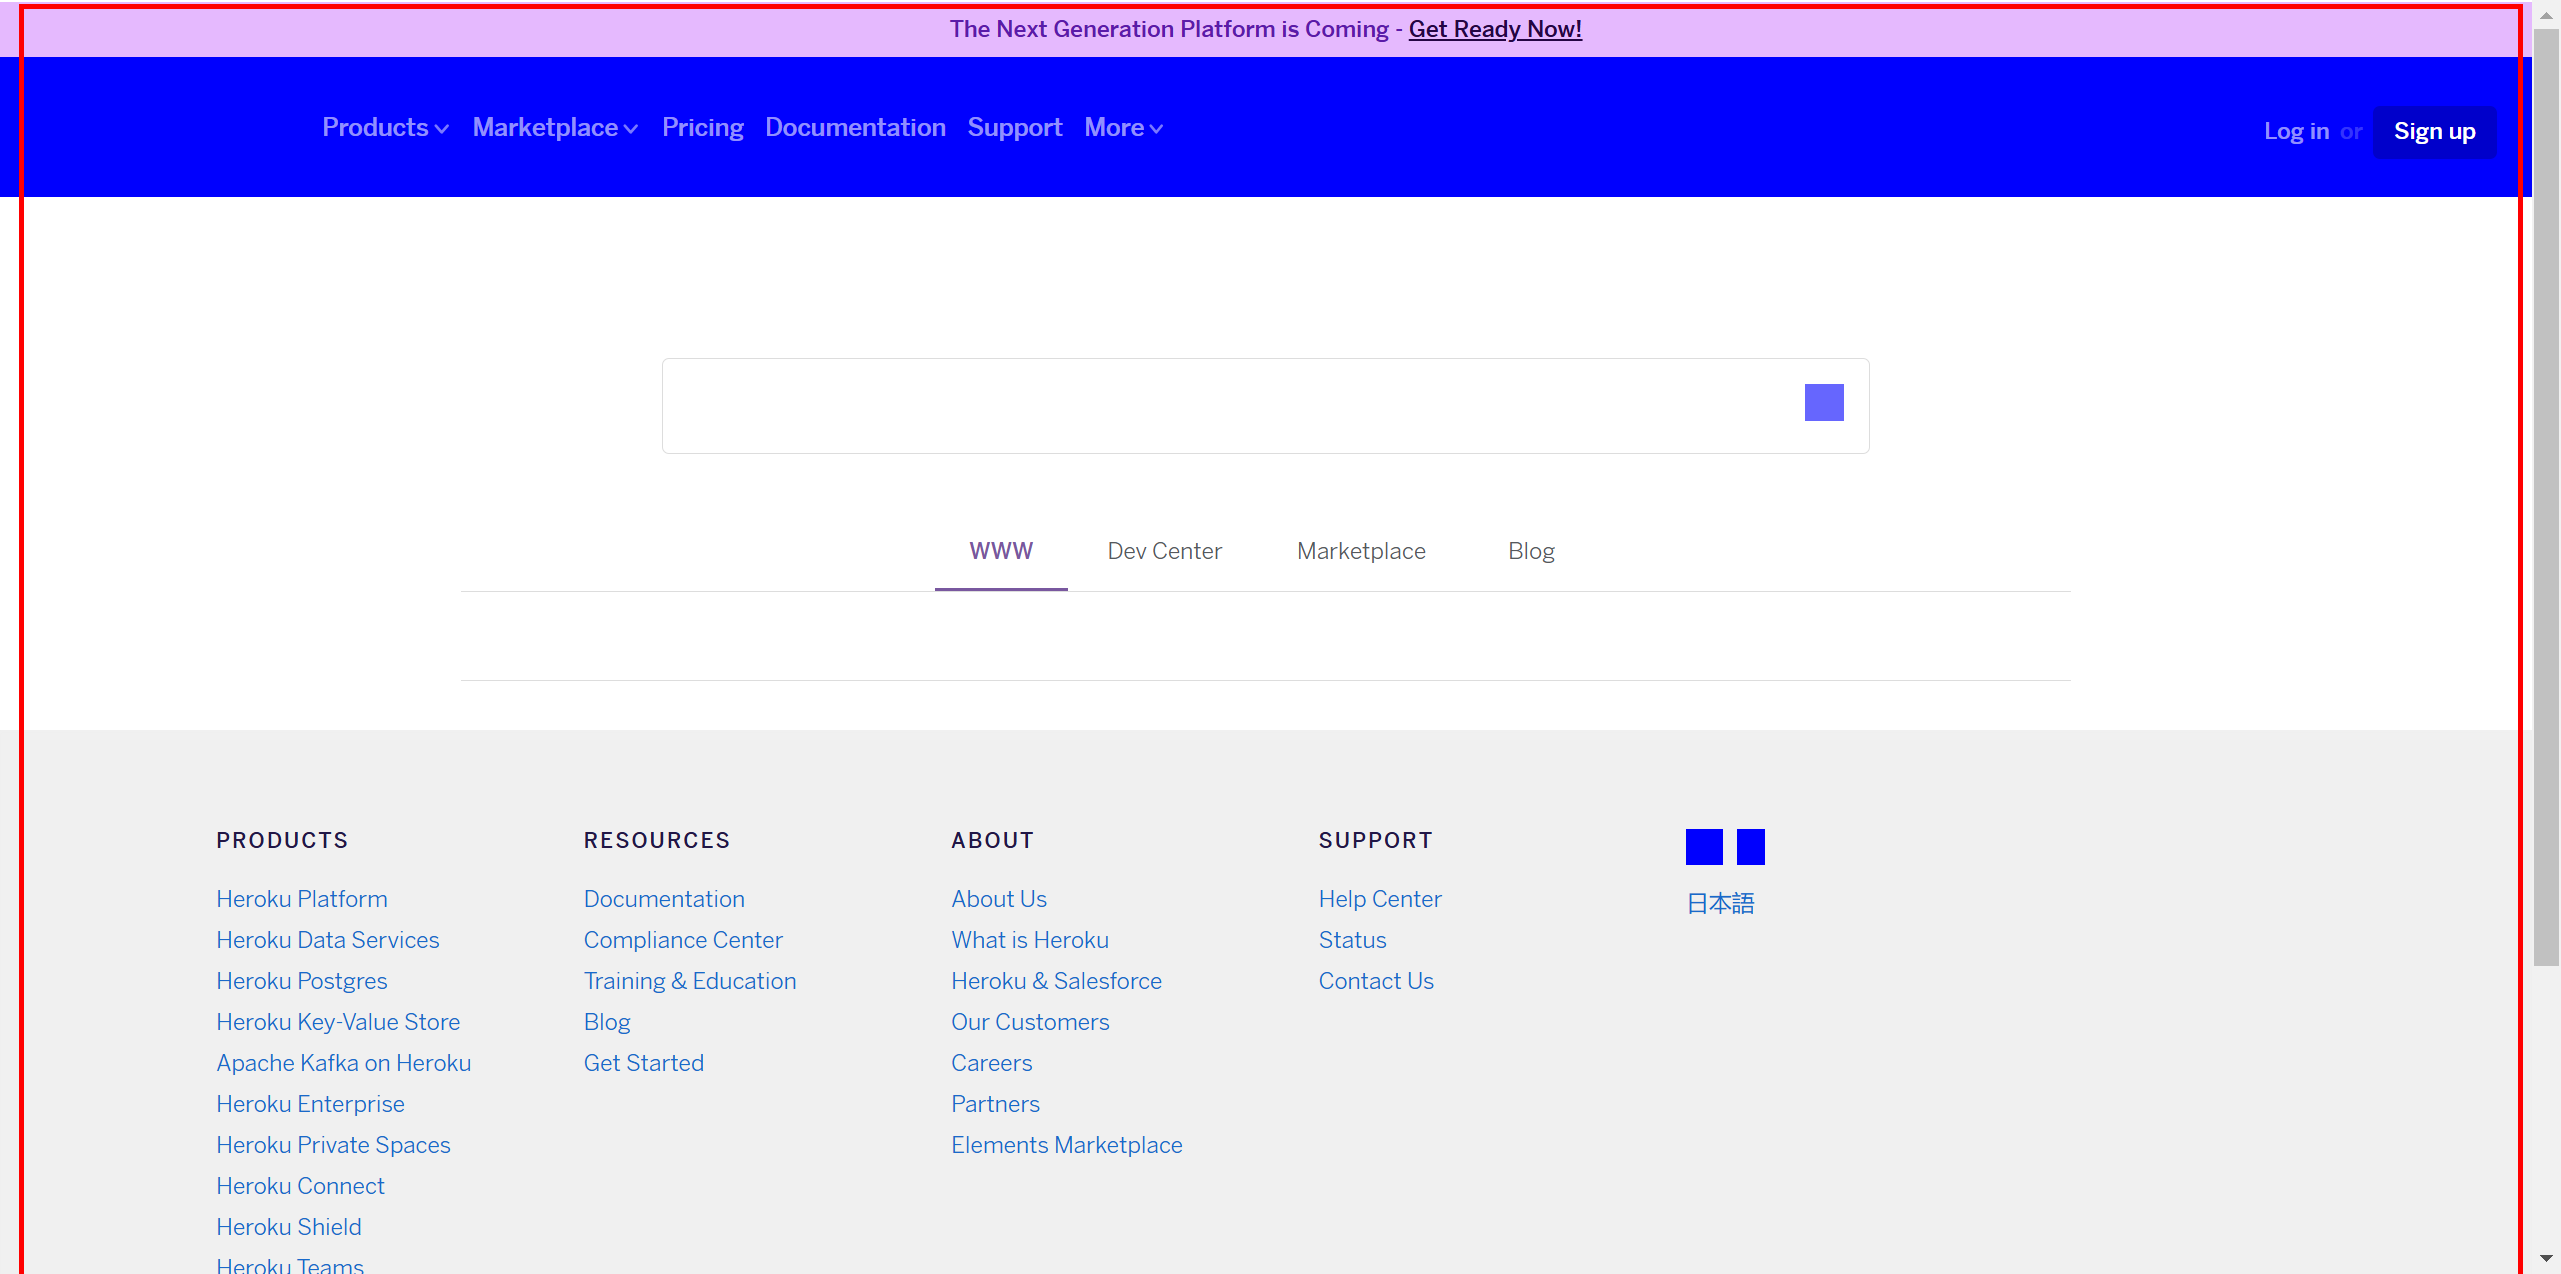 The Next Generation Platform is Coming - Get Ready Now!
Products Marketplace Pricing Documentation Support More Log in or Sign up
WWW Dev Center Marketplace Blog
PRODUCTS
Heroku Platform
Heroku Data Services
Heroku Postgres
Heroku Key-Value Store
Apache Kafka on Heroku
Heroku Enterprise
Heroku Private Spaces
Heroku Connect
Heroku Shield
Heroku Teams
RESOURCES
Documentation
Compliance Center
Training & Education
Blog
Get Started
ABOUT
About Us
What is Heroku
Heroku & Salesforce
Our Customers
Careers
Partners
Elements Marketplace
SUPPORT
Help Center
Status
Contact Us
日本語